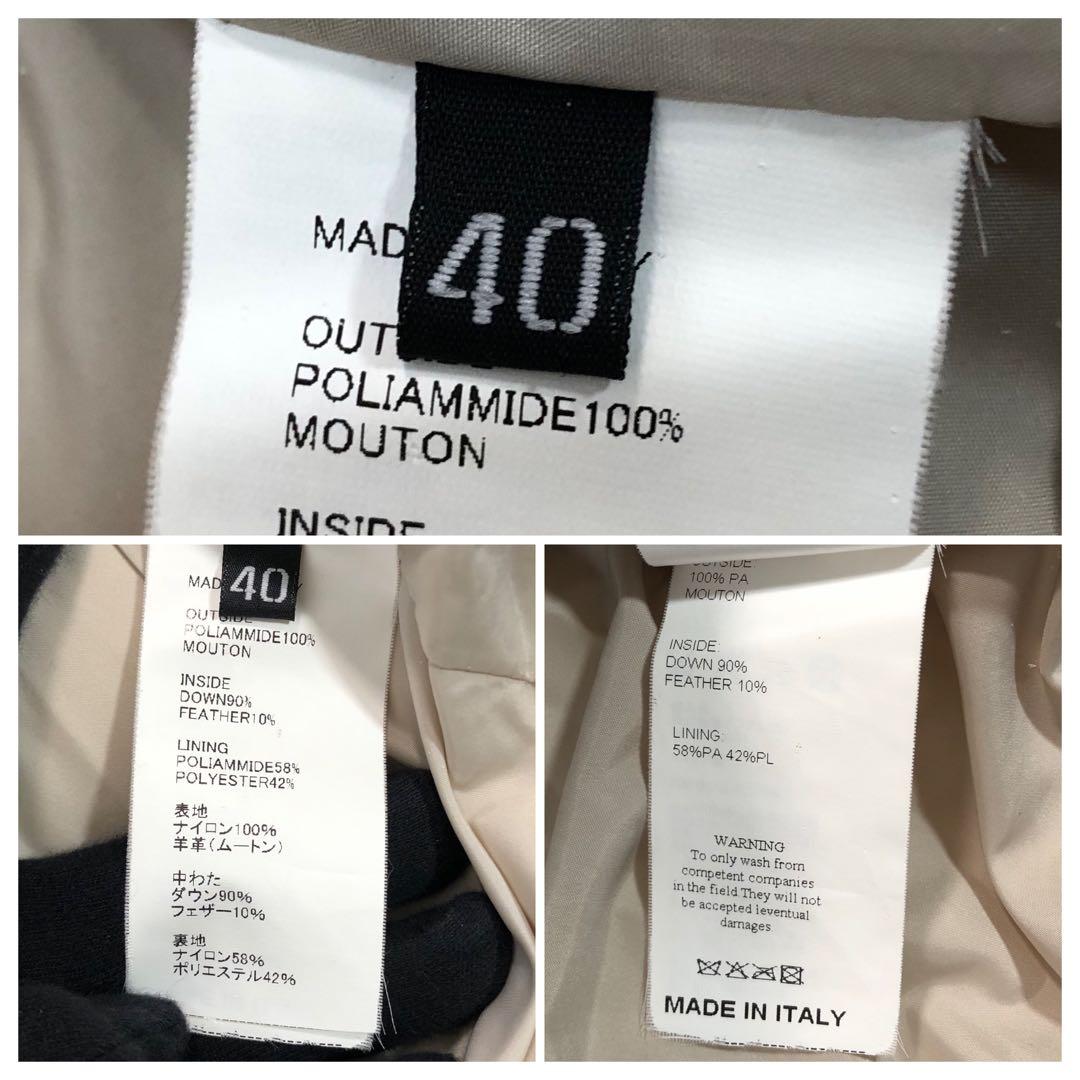 MAD
40
OUT
POLIAMMIDE100%
MOUTON
INSIDE
MAD 40
OUTSIDE
POLIAMMIDE100%
MOUTON
INSIDE
DOWN90%
FEATHER10%
LINING
POLIAMMIDE58%
POLYESTER42%
表地
ナイロン100%
羊革(ムートン)
中わた
ダウン90%
フェザー10%
裏地
ナイロン58%
ポリエステル42%
OUTSIDE
100% PA
MOUTON
INSIDE:
DOWN 90%
FEATHER 10%
LINING:
58%PA 42%PL
WARNING
To only wash from
competent companies
in the field.They will not
be accepted leventual
damages.
MADE IN ITALY